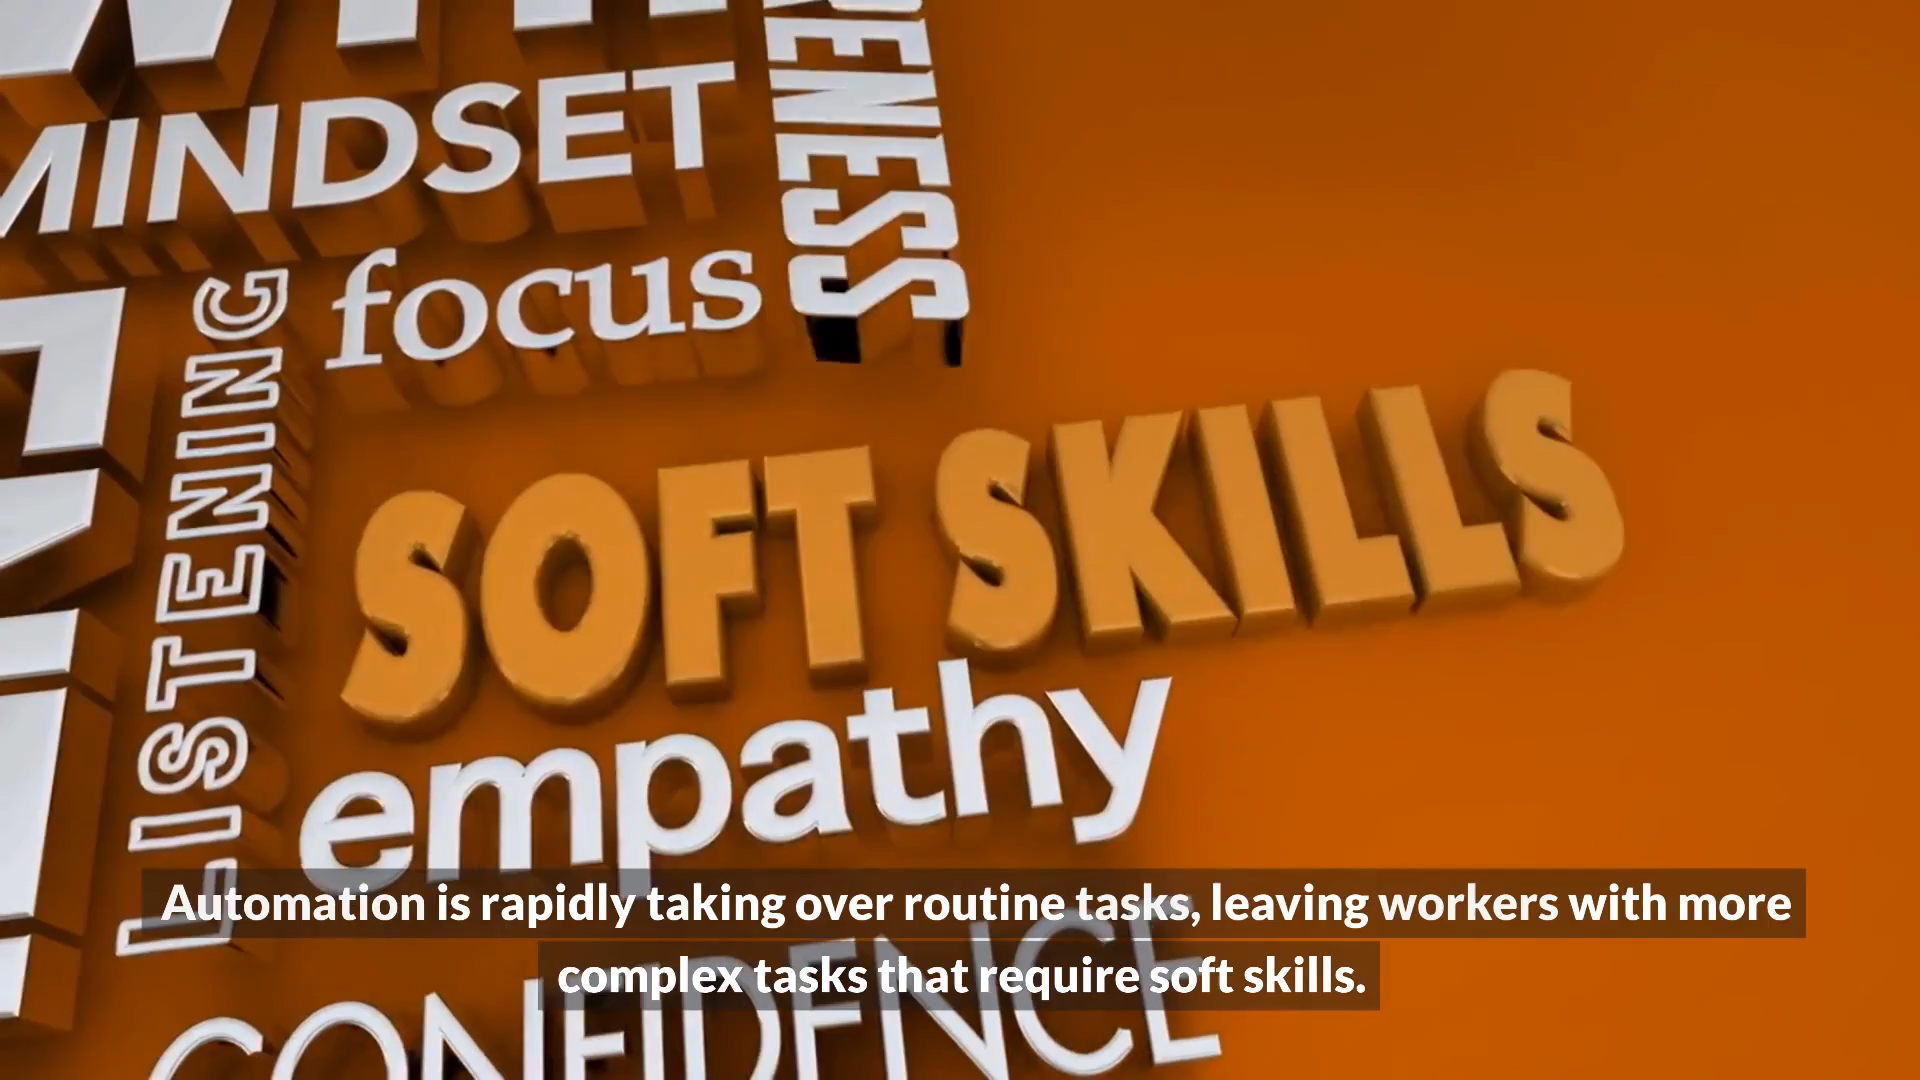 MINDSET
focus
LISTENING
SOFT SKILLS
empathy
CONFIDENCE
Automation is rapidly taking over routine tasks, leaving workers with more
complex tasks that require soft skills.